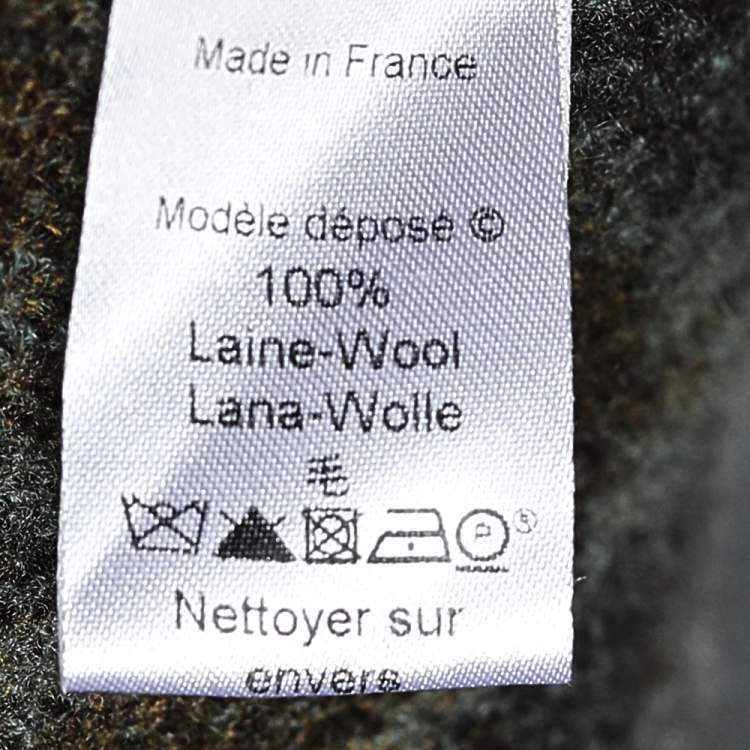 Made in France
Modèle déposé ©
100%
Laine-Wool
Lana-Wolle
毛
P
Nettoyer sur
envers